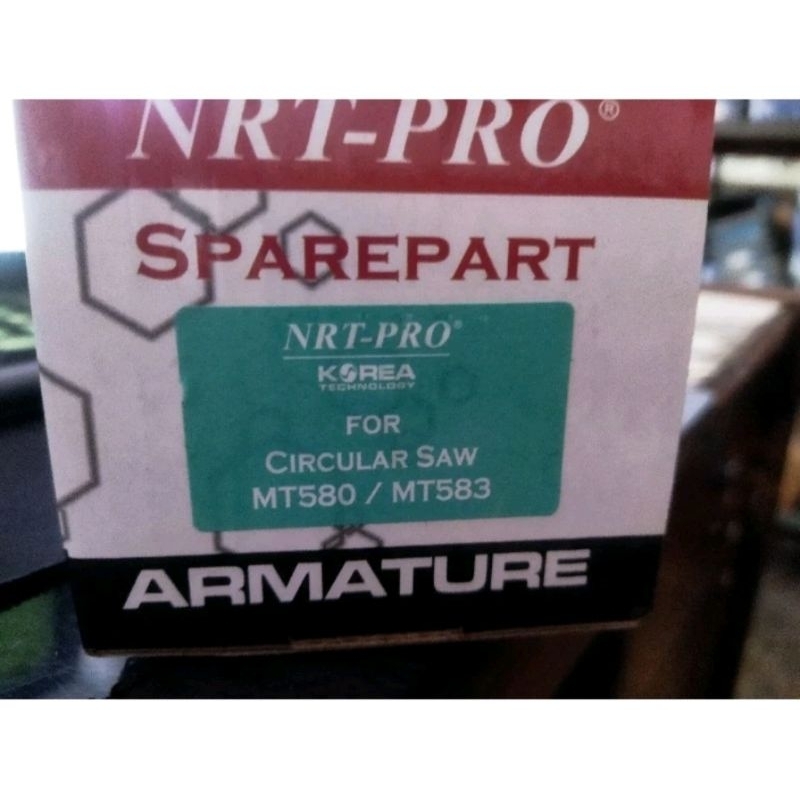 NRT-PRO®
SPAREPART
NRT-PRO®
KOREA
TECHNOLOGY
FOR
CIRCULAR SAW
MT580 / MT583
ARMATURE